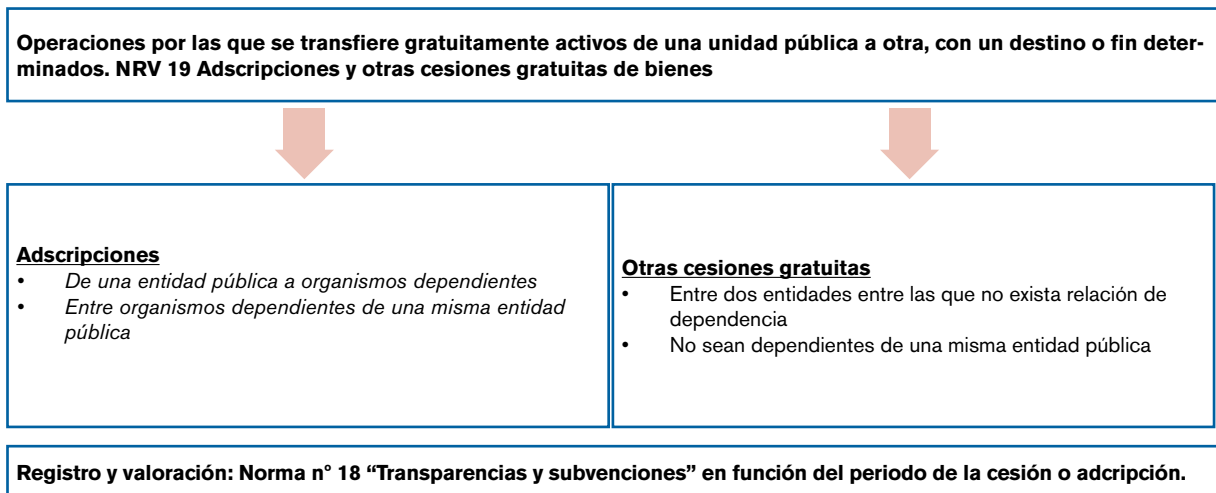 Operaciones por las que se transfiere gratuitamente activos de una unidad pública a otra, con un destino o fin deter-
minados. NRV 19 Adscripciones y otras cesiones gratuitas de bienes
Adscripciones
• De una entidad pública a organismos dependientes
• Entre organismos dependientes de una misma entidad
pública
Otras cesiones gratuitas
• Entre dos entidades entre las que no exista relación de
dependencia
• No sean dependientes de una misma entidad pública
Registro y valoración: Norma n° 18 “Transparencias y subvenciones” en función del periodo de la cesión o adcripción.